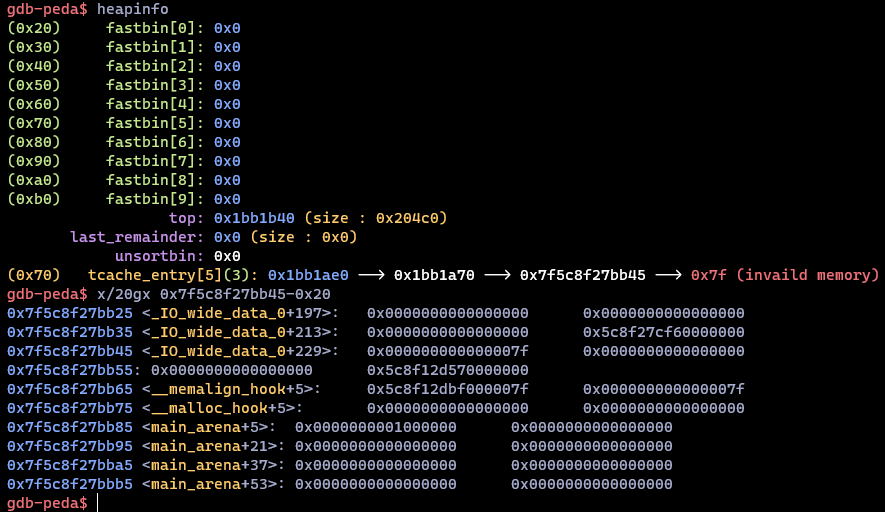 gdb-peda$ heapinfo
(0x20)     fastbin[0]: 0x0
(0x30)     fastbin[1]: 0x0
(0x40)     fastbin[2]: 0x0
(0x50)     fastbin[3]: 0x0
(0x60)     fastbin[4]: 0x0
(0x70)     fastbin[5]: 0x0
(0x80)     fastbin[6]: 0x0
(0x90)     fastbin[7]: 0x0
(0xa0)     fastbin[8]: 0x0
(0xb0)     fastbin[9]: 0x0
top: 0x1bb1b40 (size : 0x204c0)
last_remainder: 0x0 (size : 0x0)
unsortbin: 0x0
(0x70)   tcache_entry[5](3): 0x1bb1ae0 --> 0x1bb1a70 --> 0x7f5c8f27bb45 --> 0x7f (invaild memory)
gdb-peda$ x/20gx 0x7f5c8f27bb45-0x20
0x7f5c8f27bb25 <_IO_wide_data_0+197>:   0x0000000000000000      0x0000000000000000
0x7f5c8f27bb35 <_IO_wide_data_0+213>:   0x0000000000000000      0x5c8f27cf60000000
0x7f5c8f27bb45 <_IO_wide_data_0+229>:   0x000000000000007f      0x0000000000000000
0x7f5c8f27bb55: 0x0000000000000000      0x5c8f12d570000000
0x7f5c8f27bb65 <__memalign_hook+5>:     0x5c8f12dbf000007f      0x000000000000007f
0x7f5c8f27bb75 <__malloc_hook+5>:       0x0000000000000000      0x0000000000000000
0x7f5c8f27bb85 <main_arena+5>:  0x0000000001000000      0x0000000000000000
0x7f5c8f27bb95 <main_arena+21>: 0x0000000000000000      0x0000000000000000
0x7f5c8f27bba5 <main_arena+37>: 0x0000000000000000      0x0000000000000000
0x7f5c8f27bbb5 <main_arena+53>: 0x0000000000000000      0x0000000000000000
gdb-peda$